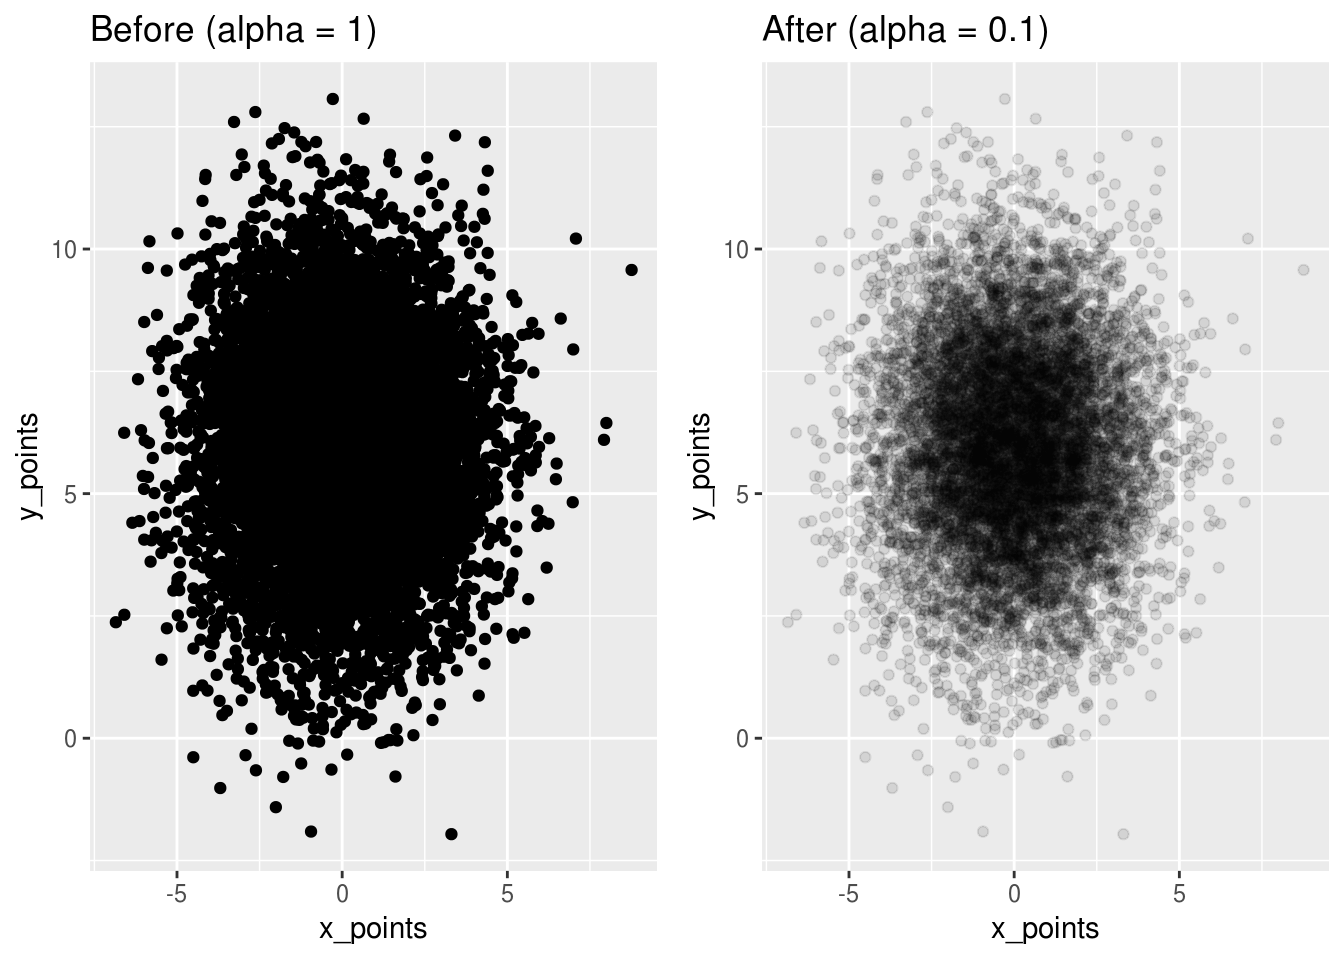 Before (alpha = 1)
10
5
0
-5
0
5
x_points
y_points
After (alpha = 0.1)
10
5
0
-5
0
5
x_points
y_points